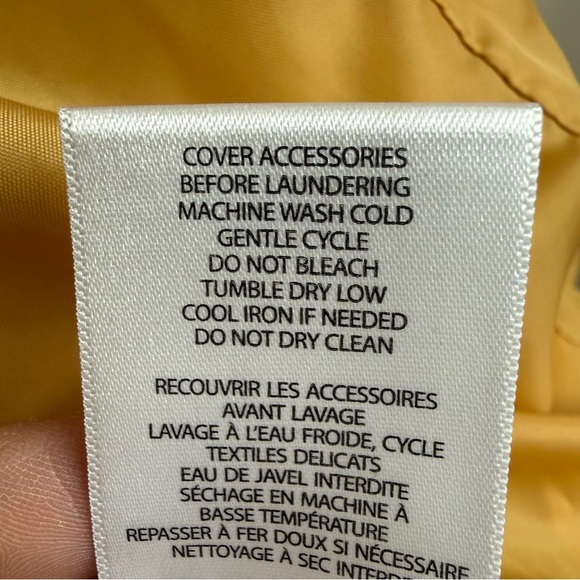 COVER ACCESSORIES
BEFORE LAUNDERING
MACHINE WASH COLD
GENTLE CYCLE
DO NOT BLEACH
TUMBLE DRY LOW
COOL IRON IF NEEDED
DO NOT DRY CLEAN
RECOUVRIR LES ACCESSOIRES
AVANT LAVAGE
LAVAGE À L'EAU FROIDE, CYCLE
TEXTILES DELICATS
EAU DE JAVEL INTERDITE
SÉCHAGE EN MACHINE À
BASSE TEMPÉRATURE
REPASSER À FER DOUX SI NÉCESSAIRE
NETTOYAGE À SEC INTERDI